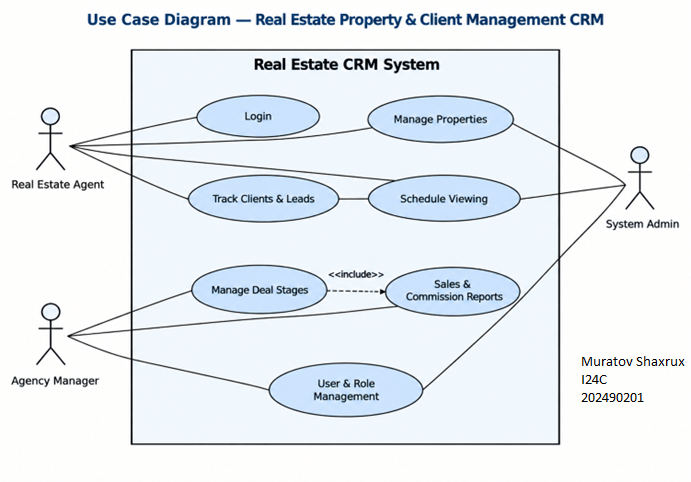 Use Case Diagram — Real Estate Property & Client Management CRM
Real Estate CRM System
Login
Manage Properties
Real Estate Agent
Track Clients & Leads
Schedule Viewing
System Admin
<<include>>
Manage Deal Stages
Sales &
Commission Reports
Agency Manager
User & Role
Management
Muratov Shaxrux
I24C
202490201